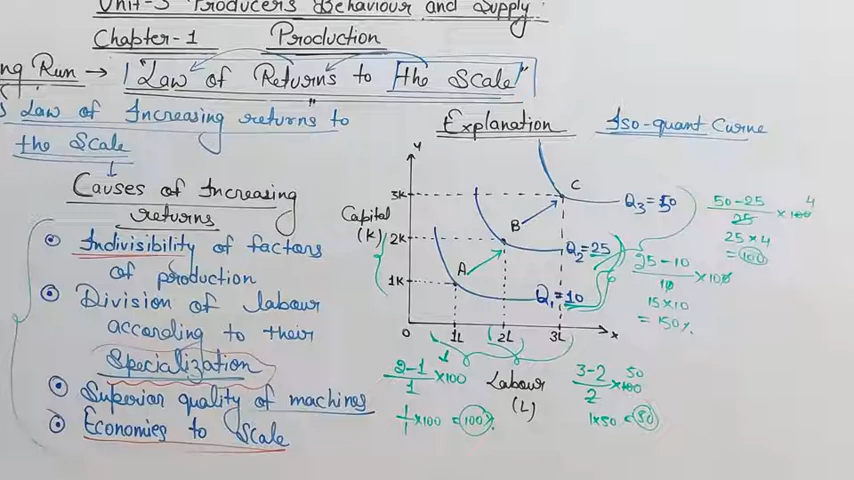 Unit-5 Producers Behaviour and Supply
Chapter-1 Production
ng Run → "Law of Returns to the Scale"
Law of Increasing returns" to
the Scale
Causes of Increasing
returns
Indivisibility of factors
of production
Division of labour
according to their
Specialization
Superior quality of machines
Economies to Scale
Explanation Iso-quant Curve
Y
Capital
(K)
3K
2K
1K
O
1L 2L 3L X
Labour
(L)
A
B
C
Q3 = 50
Q2 = 25
Q1 = 10
50-25
25 × 100 4
25 × 4
= 100
25-10
10 × 100
15 × 10
= 150%
2-1
1 × 100
1/1 × 100 = 100%
3-2
2 × 100 50
1 × 50 = 50